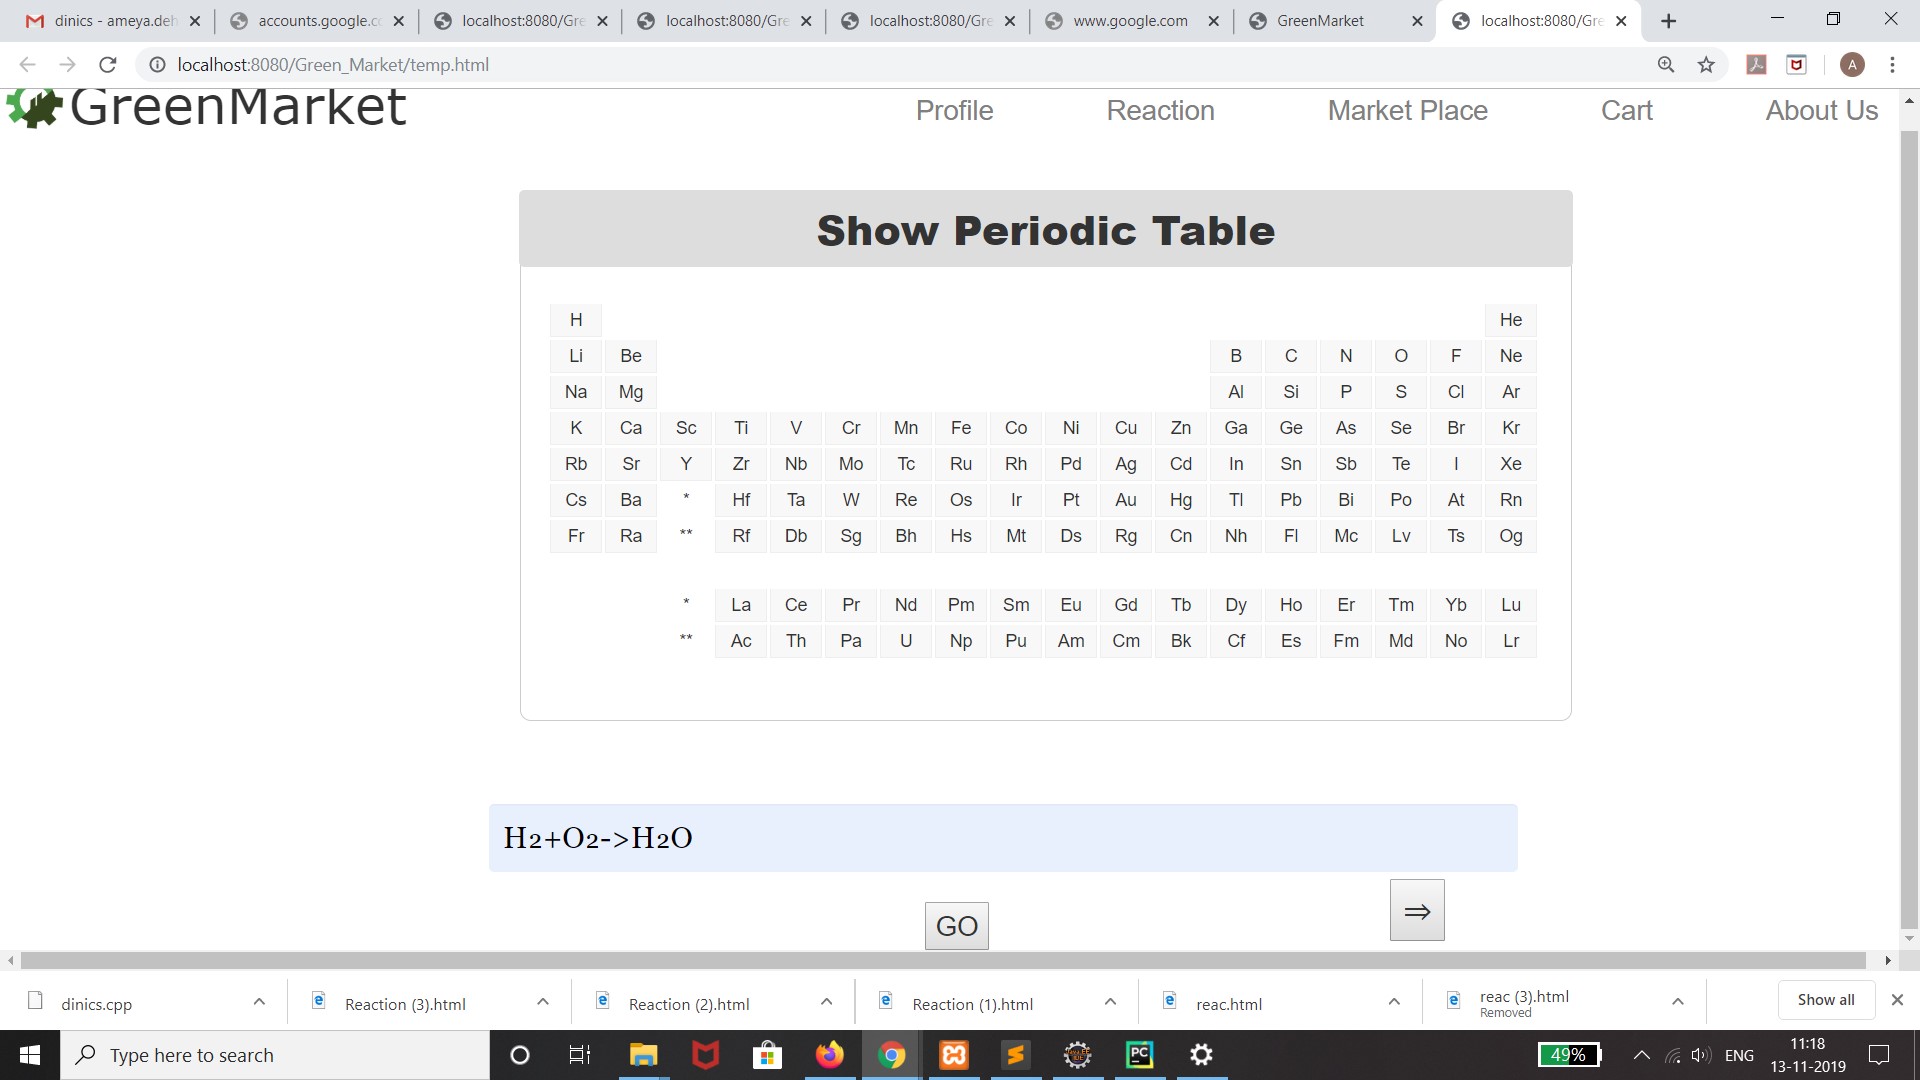 dinics - ameya.deh
accounts.google.co
localhost:8080/Gre
localhost:8080/Gre
localhost:8080/Gre
www.google.com
GreenMarket
localhost:8080/Gre
localhost:8080/Green_Market/temp.html
A
GreenMarket
Profile Reaction Market Place Cart About Us
Show Periodic Table
H He
Li Be B C N O F Ne
Na Mg Al Si P S Cl Ar
K Ca Sc Ti V Cr Mn Fe Co Ni Cu Zn Ga Ge As Se Br Kr
Rb Sr Y Zr Nb Mo Tc Ru Rh Pd Ag Cd In Sn Sb Te I Xe
Cs Ba * Hf Ta W Re Os Ir Pt Au Hg Tl Pb Bi Po At Rn
Fr Ra ** Rf Db Sg Bh Hs Mt Ds Rg Cn Nh Fl Mc Lv Ts Og
* La Ce Pr Nd Pm Sm Eu Gd Tb Dy Ho Er Tm Yb Lu
** Ac Th Pa U Np Pu Am Cm Bk Cf Es Fm Md No Lr
H2+O2->H2O
GO ⇒
dinics.cpp
Reaction (3).html
Reaction (2).html
Reaction (1).html
reac.html
reac (3).html
Removed
Show all
Type here to search
PC
49%
ENG
11:18
13-11-2019